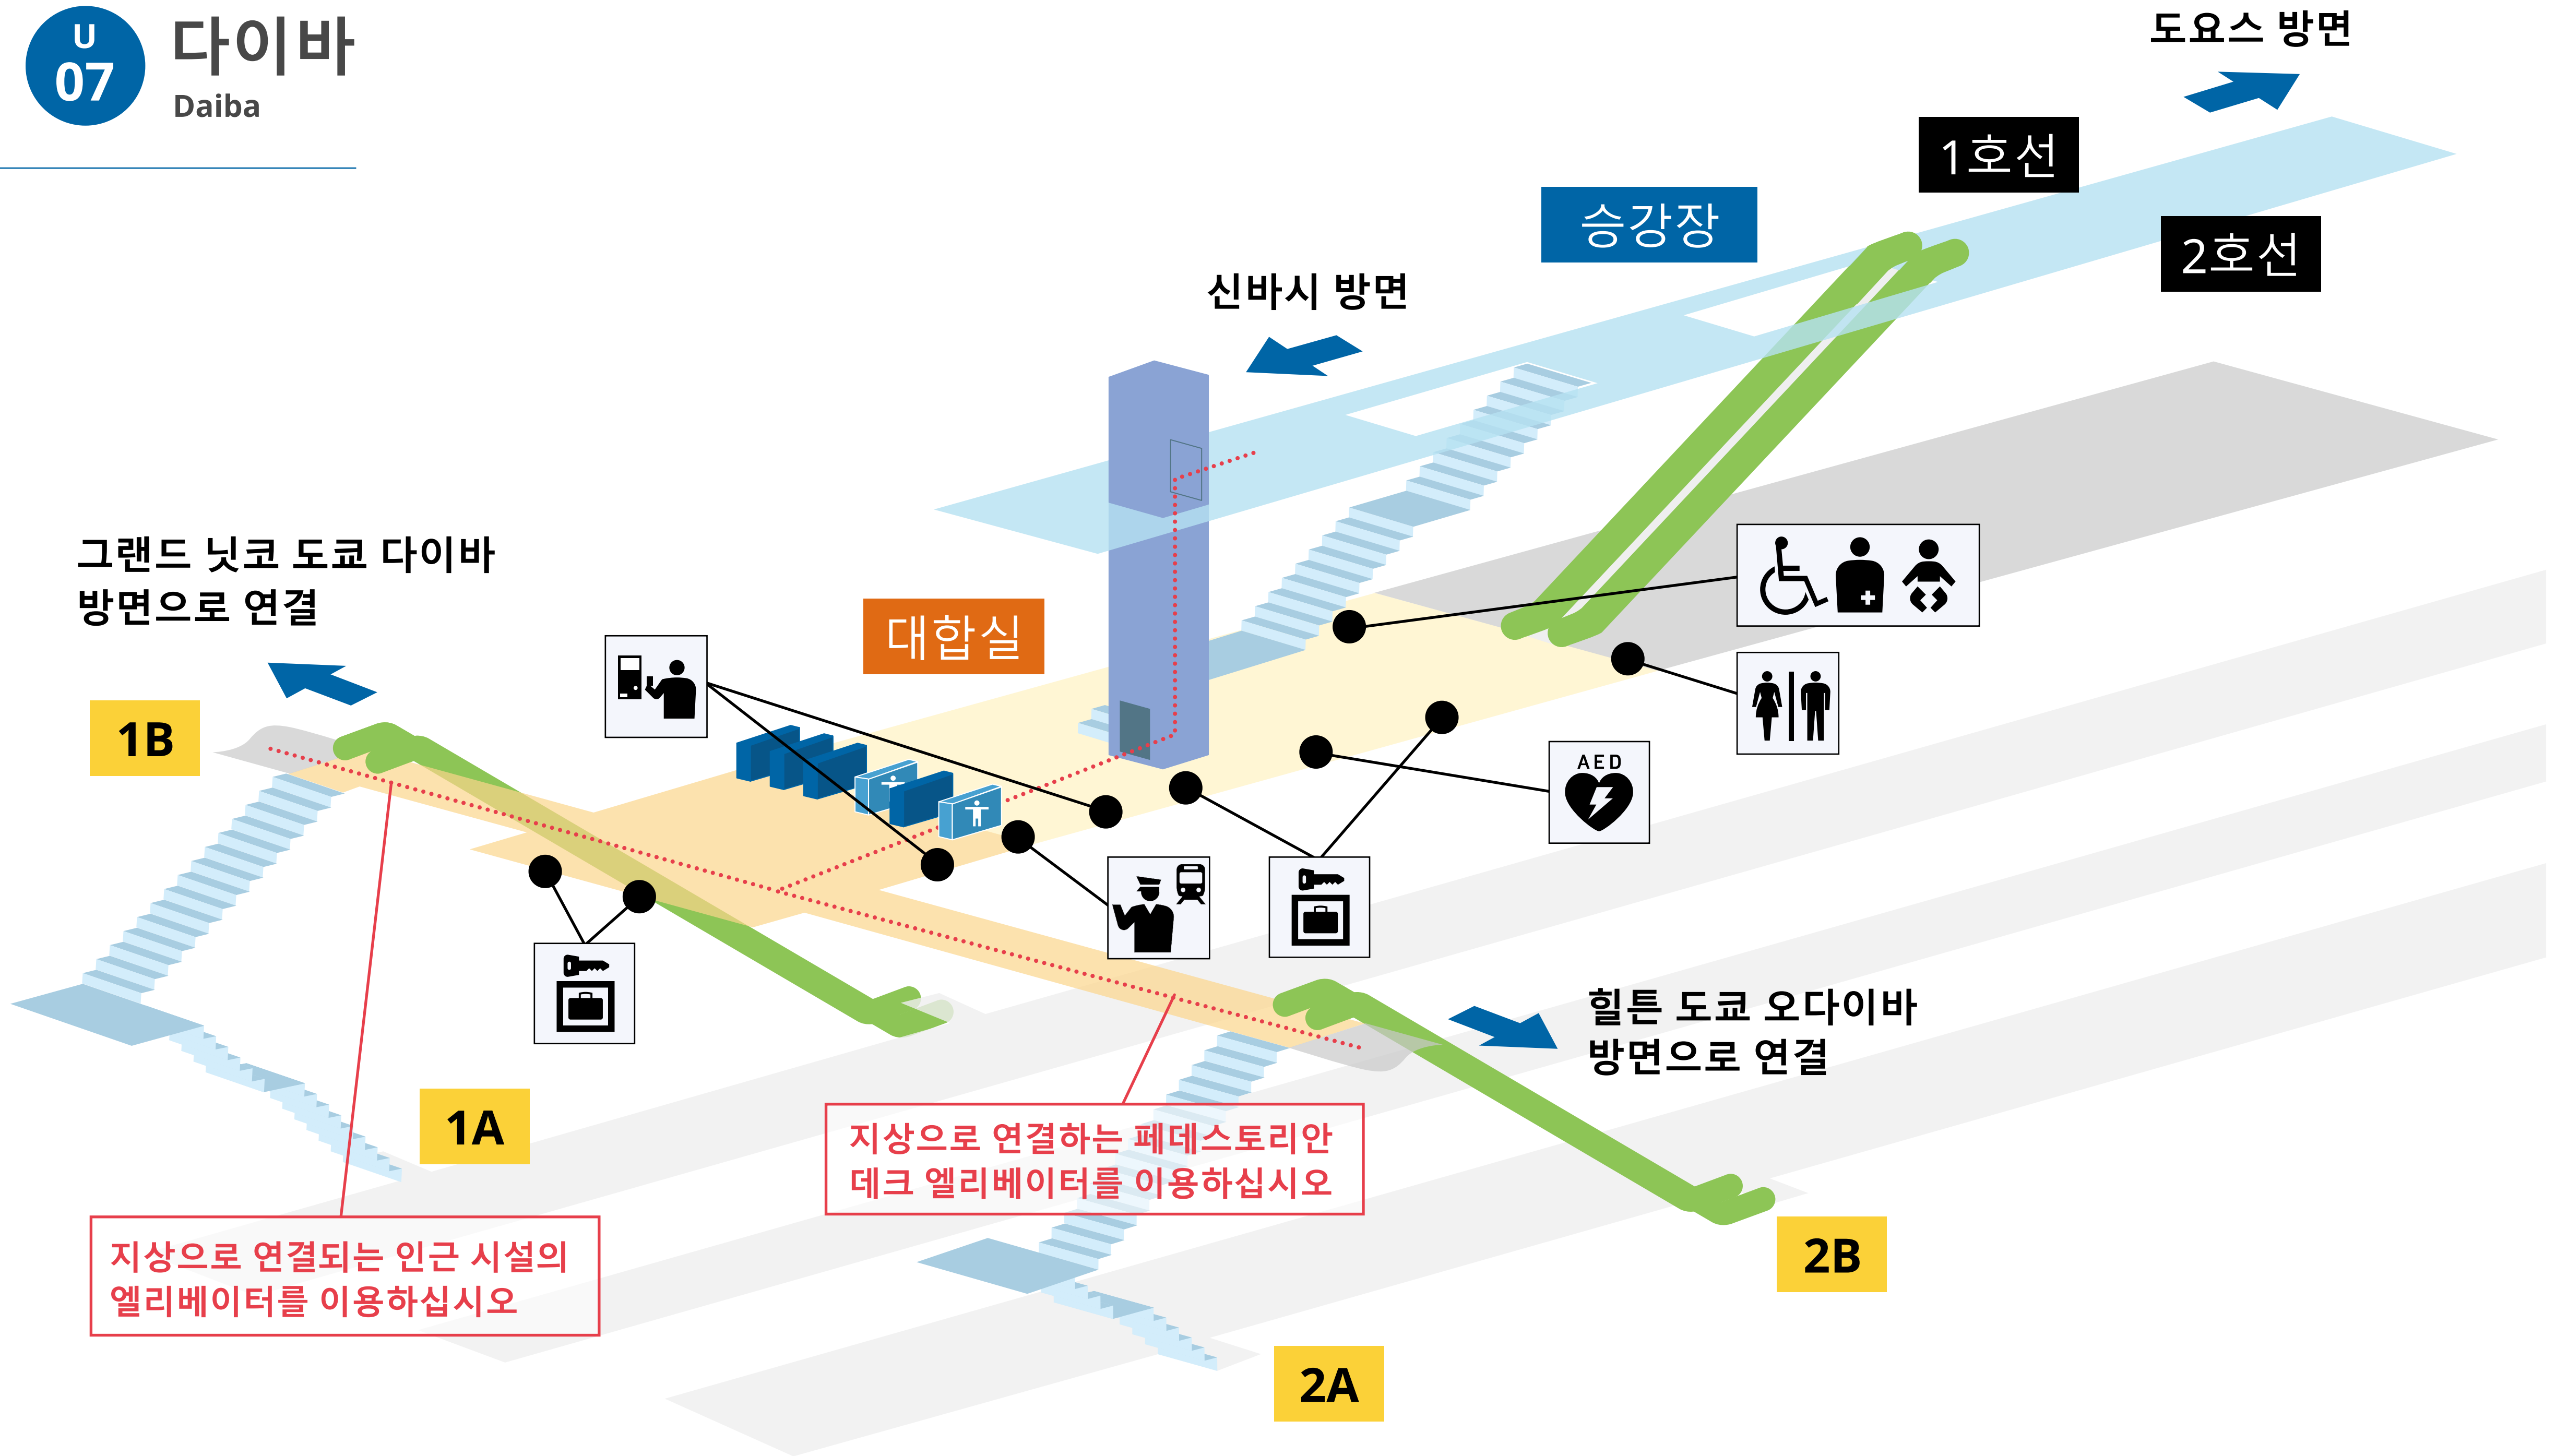 U
07
다이바
Daiba
도요스 방면
1호선
승강장
2호선
신바시 방면
그랜드 닛코 도쿄 다이바
방면으로 연결
대합실
1B
AED
힐튼 도쿄 오다이바
방면으로 연결
1A
지상으로 연결하는 페데스토리안
데크 엘리베이터를 이용하십시오
지상으로 연결되는 인근 시설의
엘리베이터를 이용하십시오
2B
2A